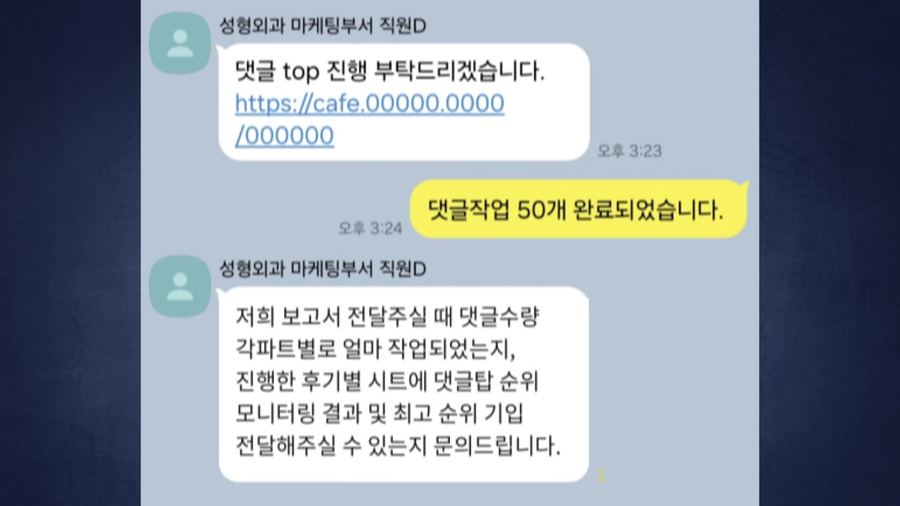 성형외과 마케팅부서 직원D
댓글 top 진행 부탁드리겠습니다.
https://cafe.00000.0000
/000000
오후 3:23
댓글작업 50개 완료되었습니다.
오후 3:24
성형외과 마케팅부서 직원D
저희 보고서 전달주실 때 댓글수량
각파트별로 얼마 작업되었는지,
진행한 후기별 시트에 댓글탑 순위
모니터링 결과 및 최고 순위 기입
전달해주실 수 있는지 문의드립니다.
1